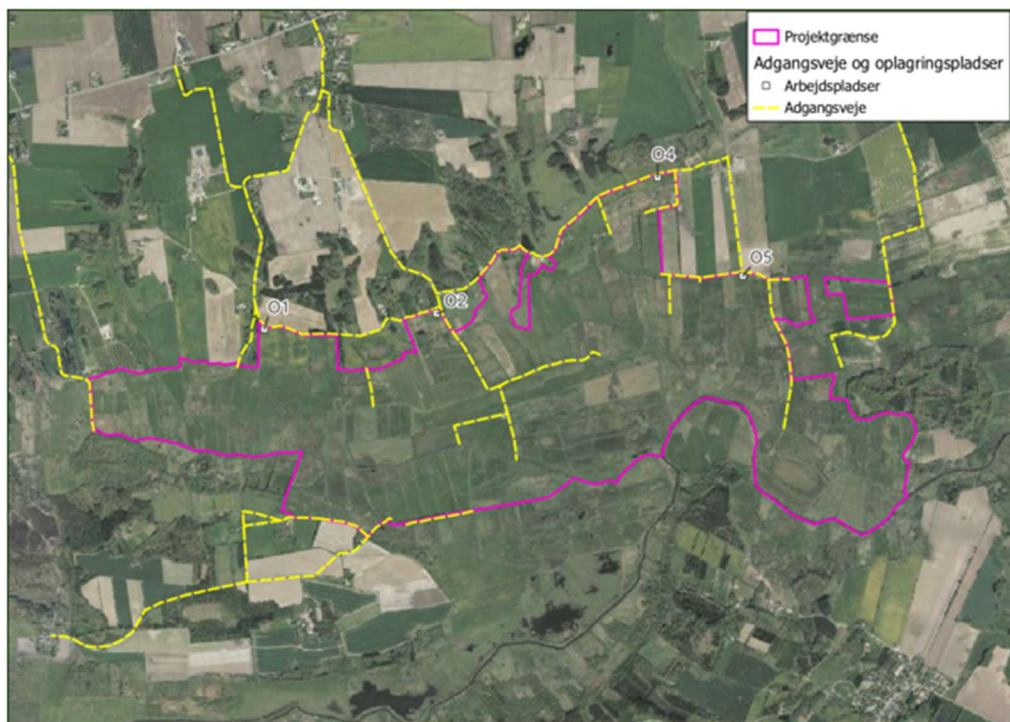 Projektgrænse
Adgangsveje og oplagringspladser
Arbejdspladser
Adgangsveje
O4
O5
O2
O1